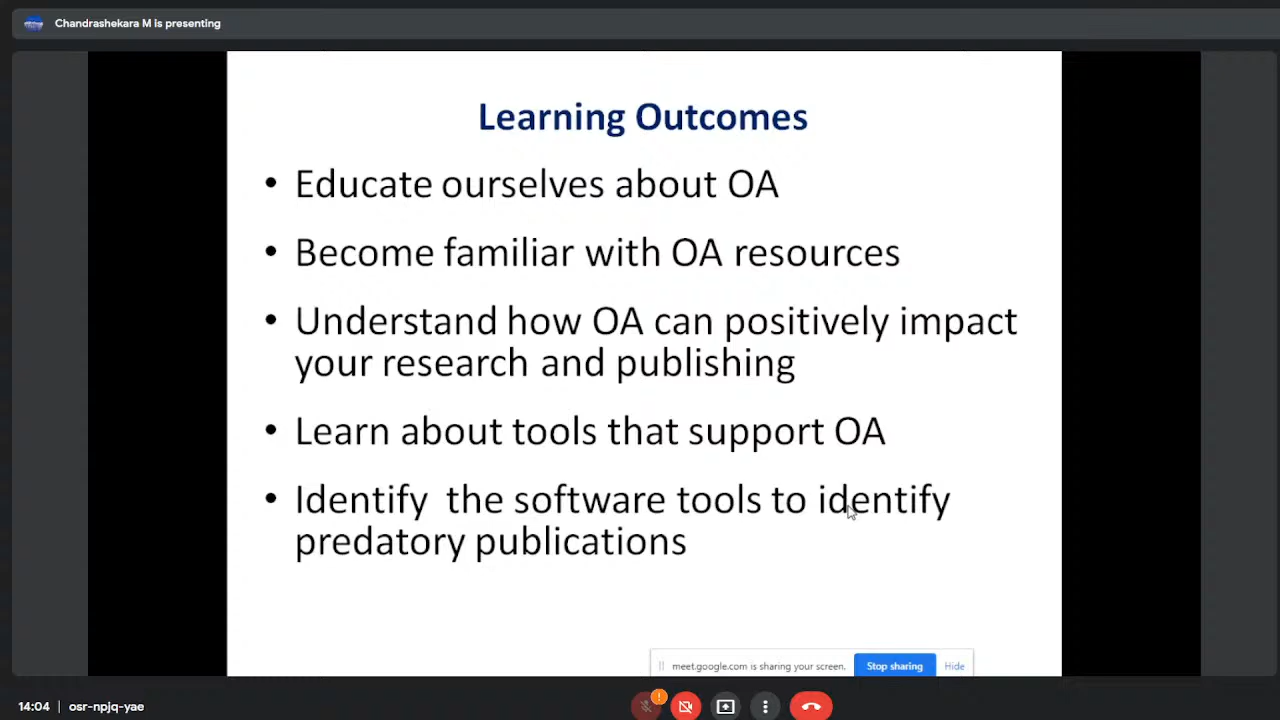 Chandrashekara M is presenting
Learning Outcomes
• Educate ourselves about OA
• Become familiar with OA resources
• Understand how OA can positively impact
your research and publishing
• Learn about tools that support OA
• Identify  the software tools to identify
predatory publications
meet.google.com is sharing your screen. Stop sharing Hide
14:04 | osr-npjq-yae